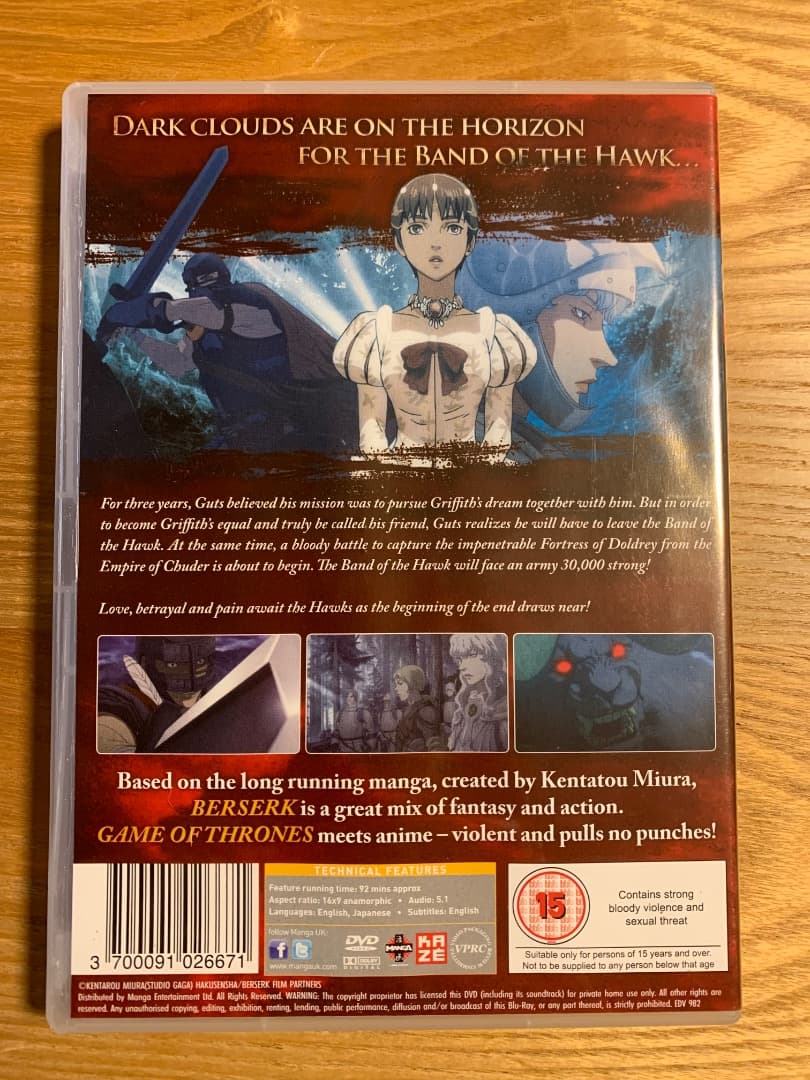 DARK CLOUDS ARE ON THE HORIZON
FOR THE BAND OF THE HAWK...
For three years, Guts believed his mission was to pursue Griffith's dream together with him. But in order
to become Griffith's equal and truly be called his friend, Guts realizes he will have to leave the Band of
the Hawk. At the same time, a bloody battle to capture the impenetrable Fortress of Doldrey from the
Empire of Chuder is about to begin. The Band of the Hawk will face an army 30,000 strong!
Love, betrayal and pain await the Hawks as the beginning of the end draws near!
Based on the long running manga, created by Kentatou Miura,
BERSERK is a great mix of fantasy and action.
GAME OF THRONES meets anime – violent and pulls no punches!
3 700091 026671
TECHNICAL FEATURES
Feature running time: 92 mins approx
Aspect ratio: 16x9 anamorphic • Audio: 5.1
Languages: English, Japanese • Subtitles: English
follow Manga UK:
www.mangauk.com
DVD
VIDEO
DOLBY
DIGITAL
MANGA
KAZÉ
VPRC
15
Contains strong
bloody violence and
sexual threat
Suitable only for persons of 15 years and over.
Not to be supplied to any person below that age
©KENTAROU MIURA(STUDIO GAGA) HAKUSENSHA/BERSERK FILM PARTNERS
Distributed by Manga Entertainment Ltd. All Rights Reserved. WARNING: The copyright proprietor has licensed this DVD (including its soundtrack) for private home use only. All other rights are
reserved. Any unauthorised copying, editing, exhibition, renting, lending, public performance, diffusion and/or broadcast of this Blu-Ray, or any part thereof, is strictly prohibited. EDV 982